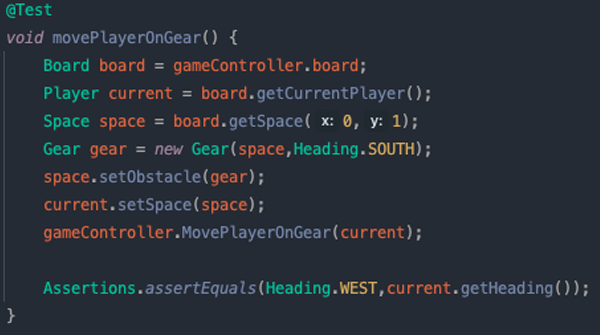 @Test
void movePlayerOnGear() {
Board board = gameController.board;
Player current = board.getCurrentPlayer();
Space space = board.getSpace( x: 0, y: 1);
Gear gear = new Gear(space,Heading.SOUTH);
space.setObstacle(gear);
current.setSpace(space);
gameController.MovePlayerOnGear(current);
Assertions.assertEquals(Heading.WEST,current.getHeading());
}